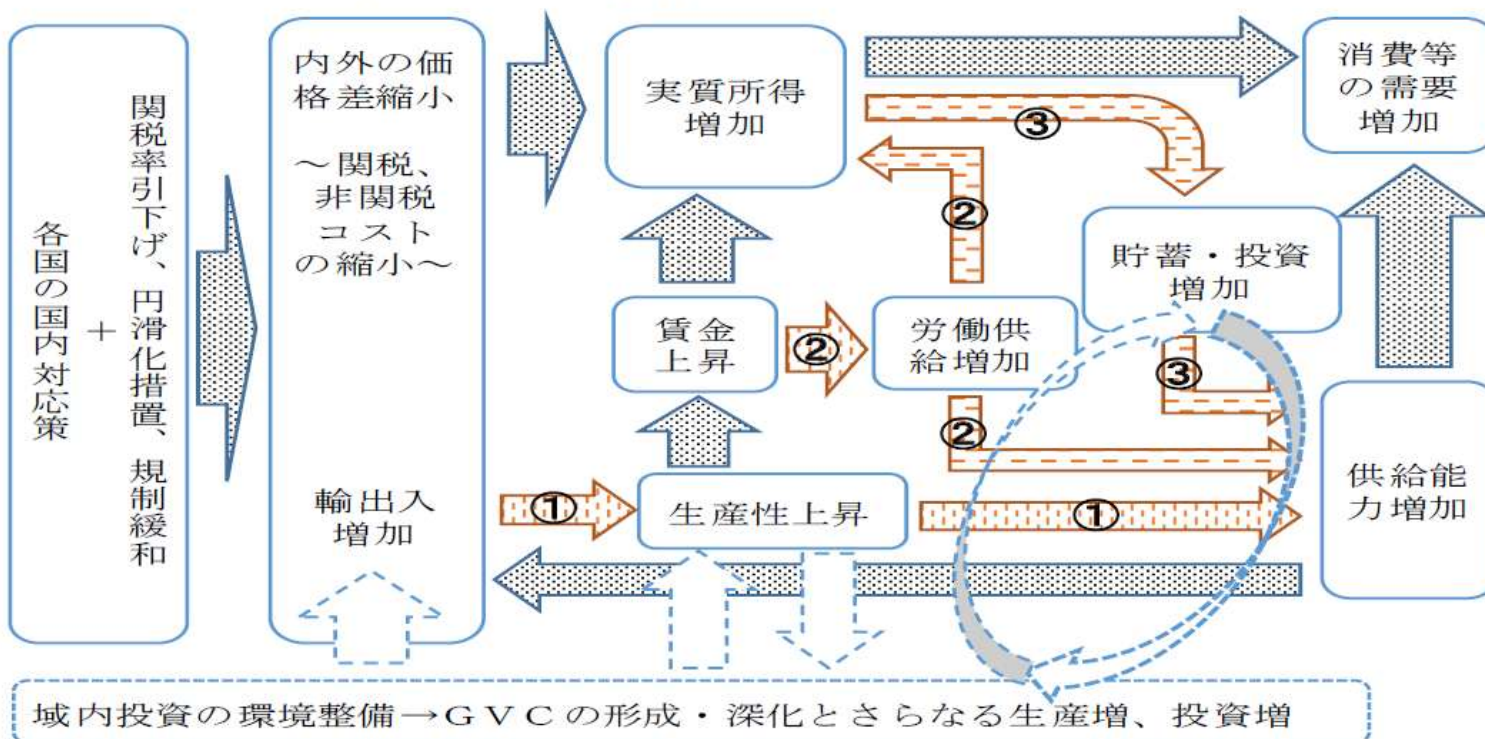 関税率引下げ、円滑化措置、規制緩和
＋
各国の国内対応策
内外の価
格差縮小
～関税、
非関税
コスト
の縮小～
輸出入
増加
実質所得
増加
消費等
の需要
増加
③
②
貯蓄・投資
増加
賃金
上昇
②
労働供
給増加
③
②
供給能
力増加
①
生産性上昇
①
域内投資の環境整備→ＧＶＣの形成・深化とさらなる生産増、投資増